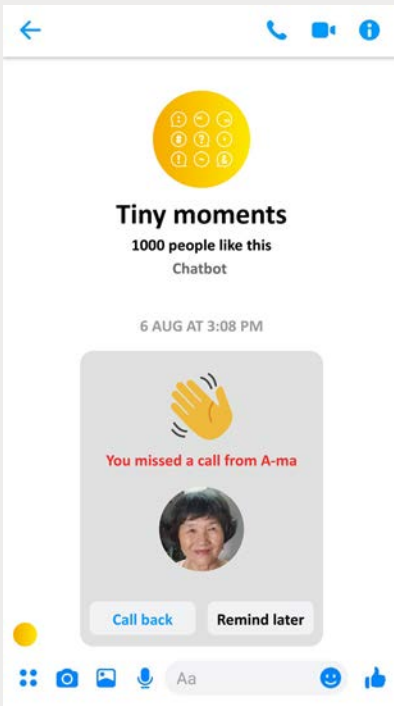 Tiny moments
1000 people like this
Chatbot
6 AUG AT 3:08 PM
You missed a call from A-ma
Call back
Remind later
Aa